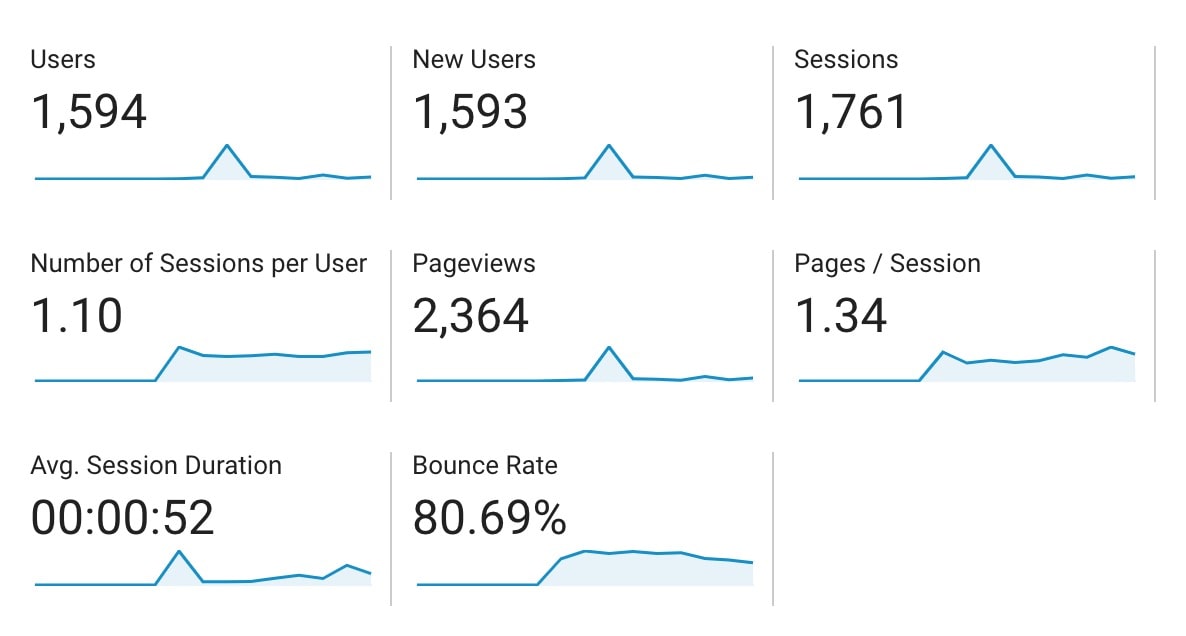 Users
1,594
New Users
1,593
Sessions
1,761
Number of Sessions per User
1.10
Pageviews
2,364
Pages / Session
1.34
Avg. Session Duration
00:00:52
Bounce Rate
80.69%